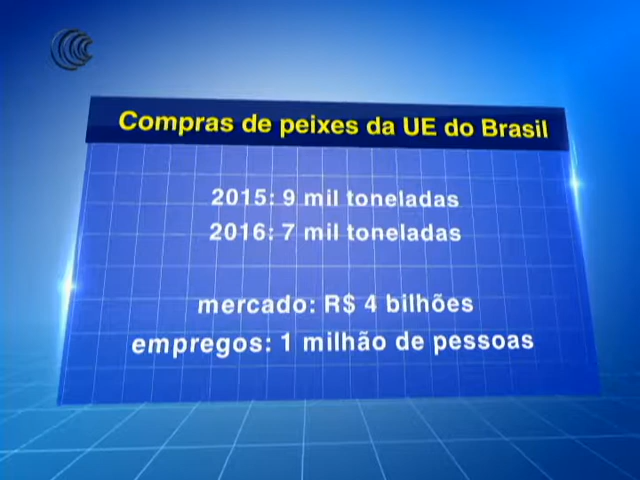 Compras de peixes da UE do Brasil
2015: 9 mil toneladas
2016: 7 mil toneladas
mercado: R$ 4 bilhões
empregos: 1 milhão de pessoas